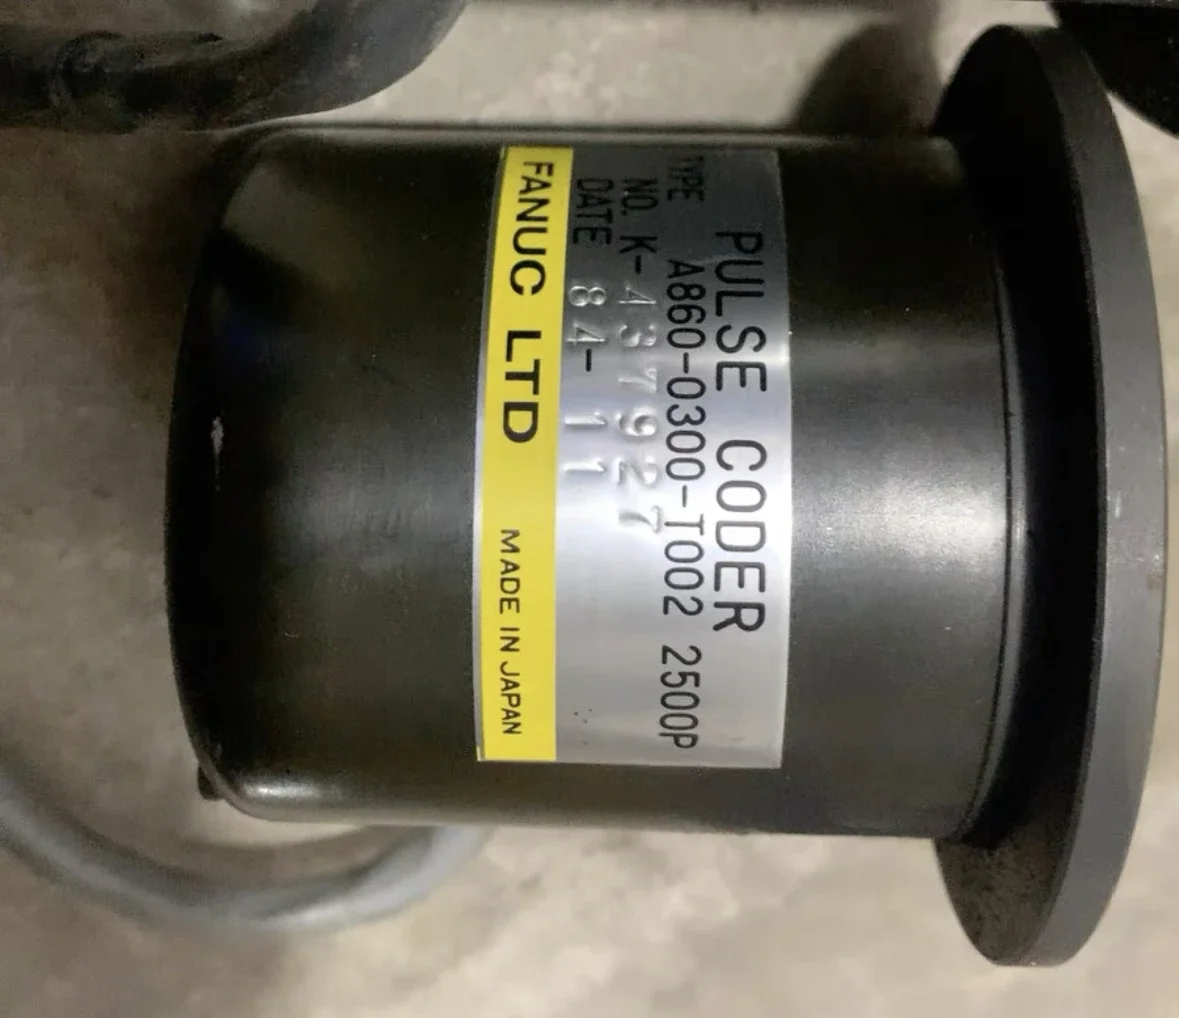 PULSE CODER
TYPE A860-0300-T002 2500P
NO. K-437927
DATE 84-11
FANUC LTD MADE IN JAPAN